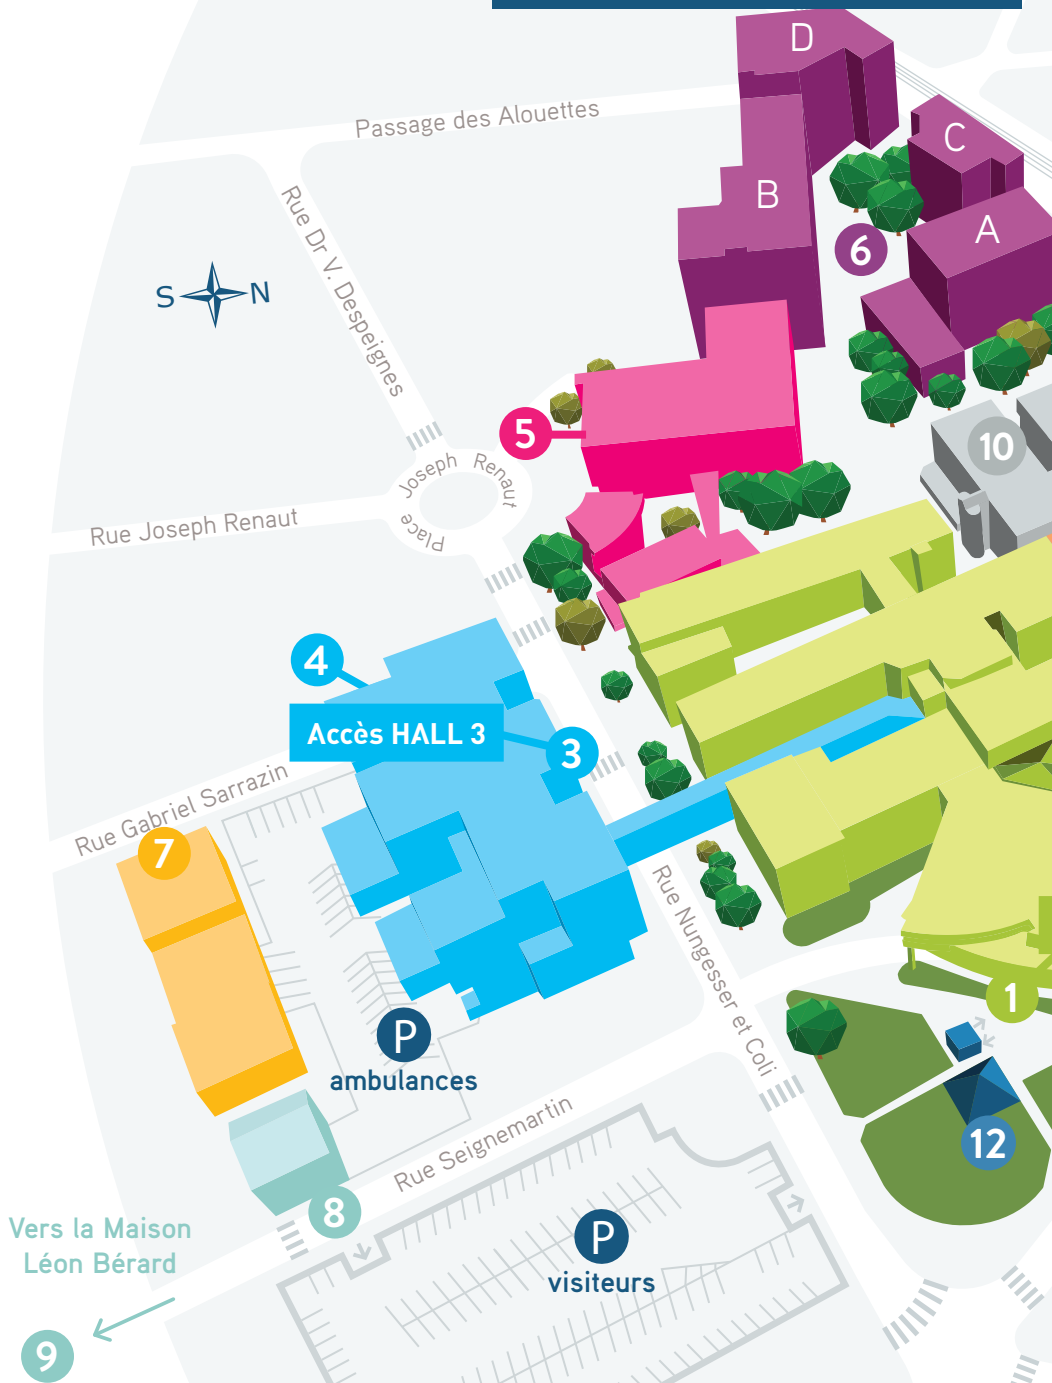 D
Passage des Alouettes
C
B
A
Rue Dr V. Despeignes
6
S N
5
10
Place Joseph Renaut
Rue Joseph Renaut
4
Accès HALL 3
3
Rue Gabriel Sarrazin
7
Rue Nungesser et Coli
1
P
ambulances
Rue Seignemartin
12
8
Vers la Maison
Léon Bérard
P
visiteurs
9